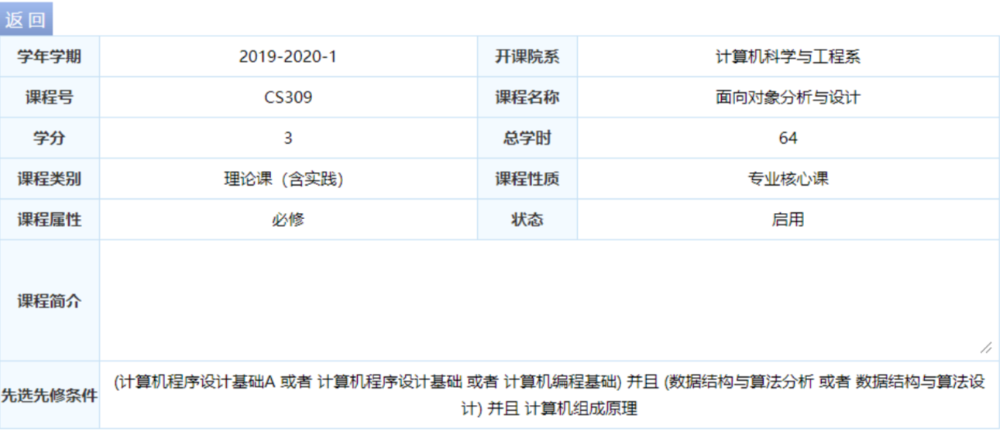 返 回
学年学期 2019-2020-1 开课院系 计算机科学与工程系
课程号 CS309 课程名称 面向对象分析与设计
学分 3 总学时 64
课程类别 理论课（含实践） 课程性质 专业核心课
课程属性 必修 状态 启用
课程简介
先选先修条件 (计算机程序设计基础A 或者 计算机程序设计基础 或者 计算机编程基础) 并且 (数据结构与算法分析 或者 数据结构与算法设
计) 并且 计算机组成原理